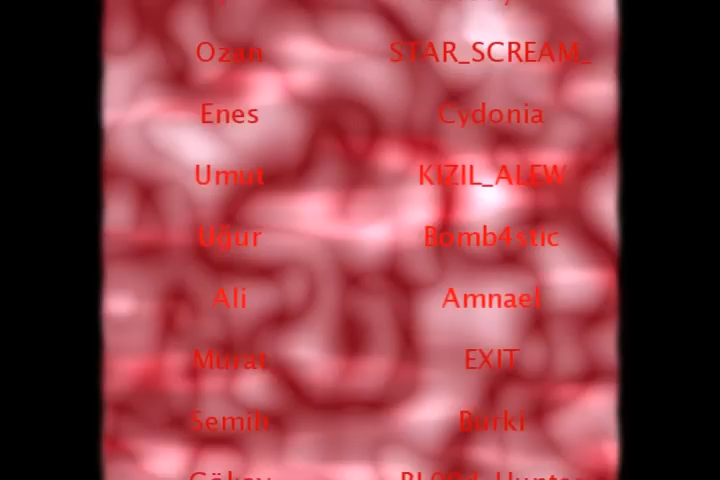 Ozan STAR_SCREAM_
Enes Cydonia
Umut KIZIL_ALEW
Uğur Bomb4stic
Ali Amnael
Murat EXIT
Semih Burki